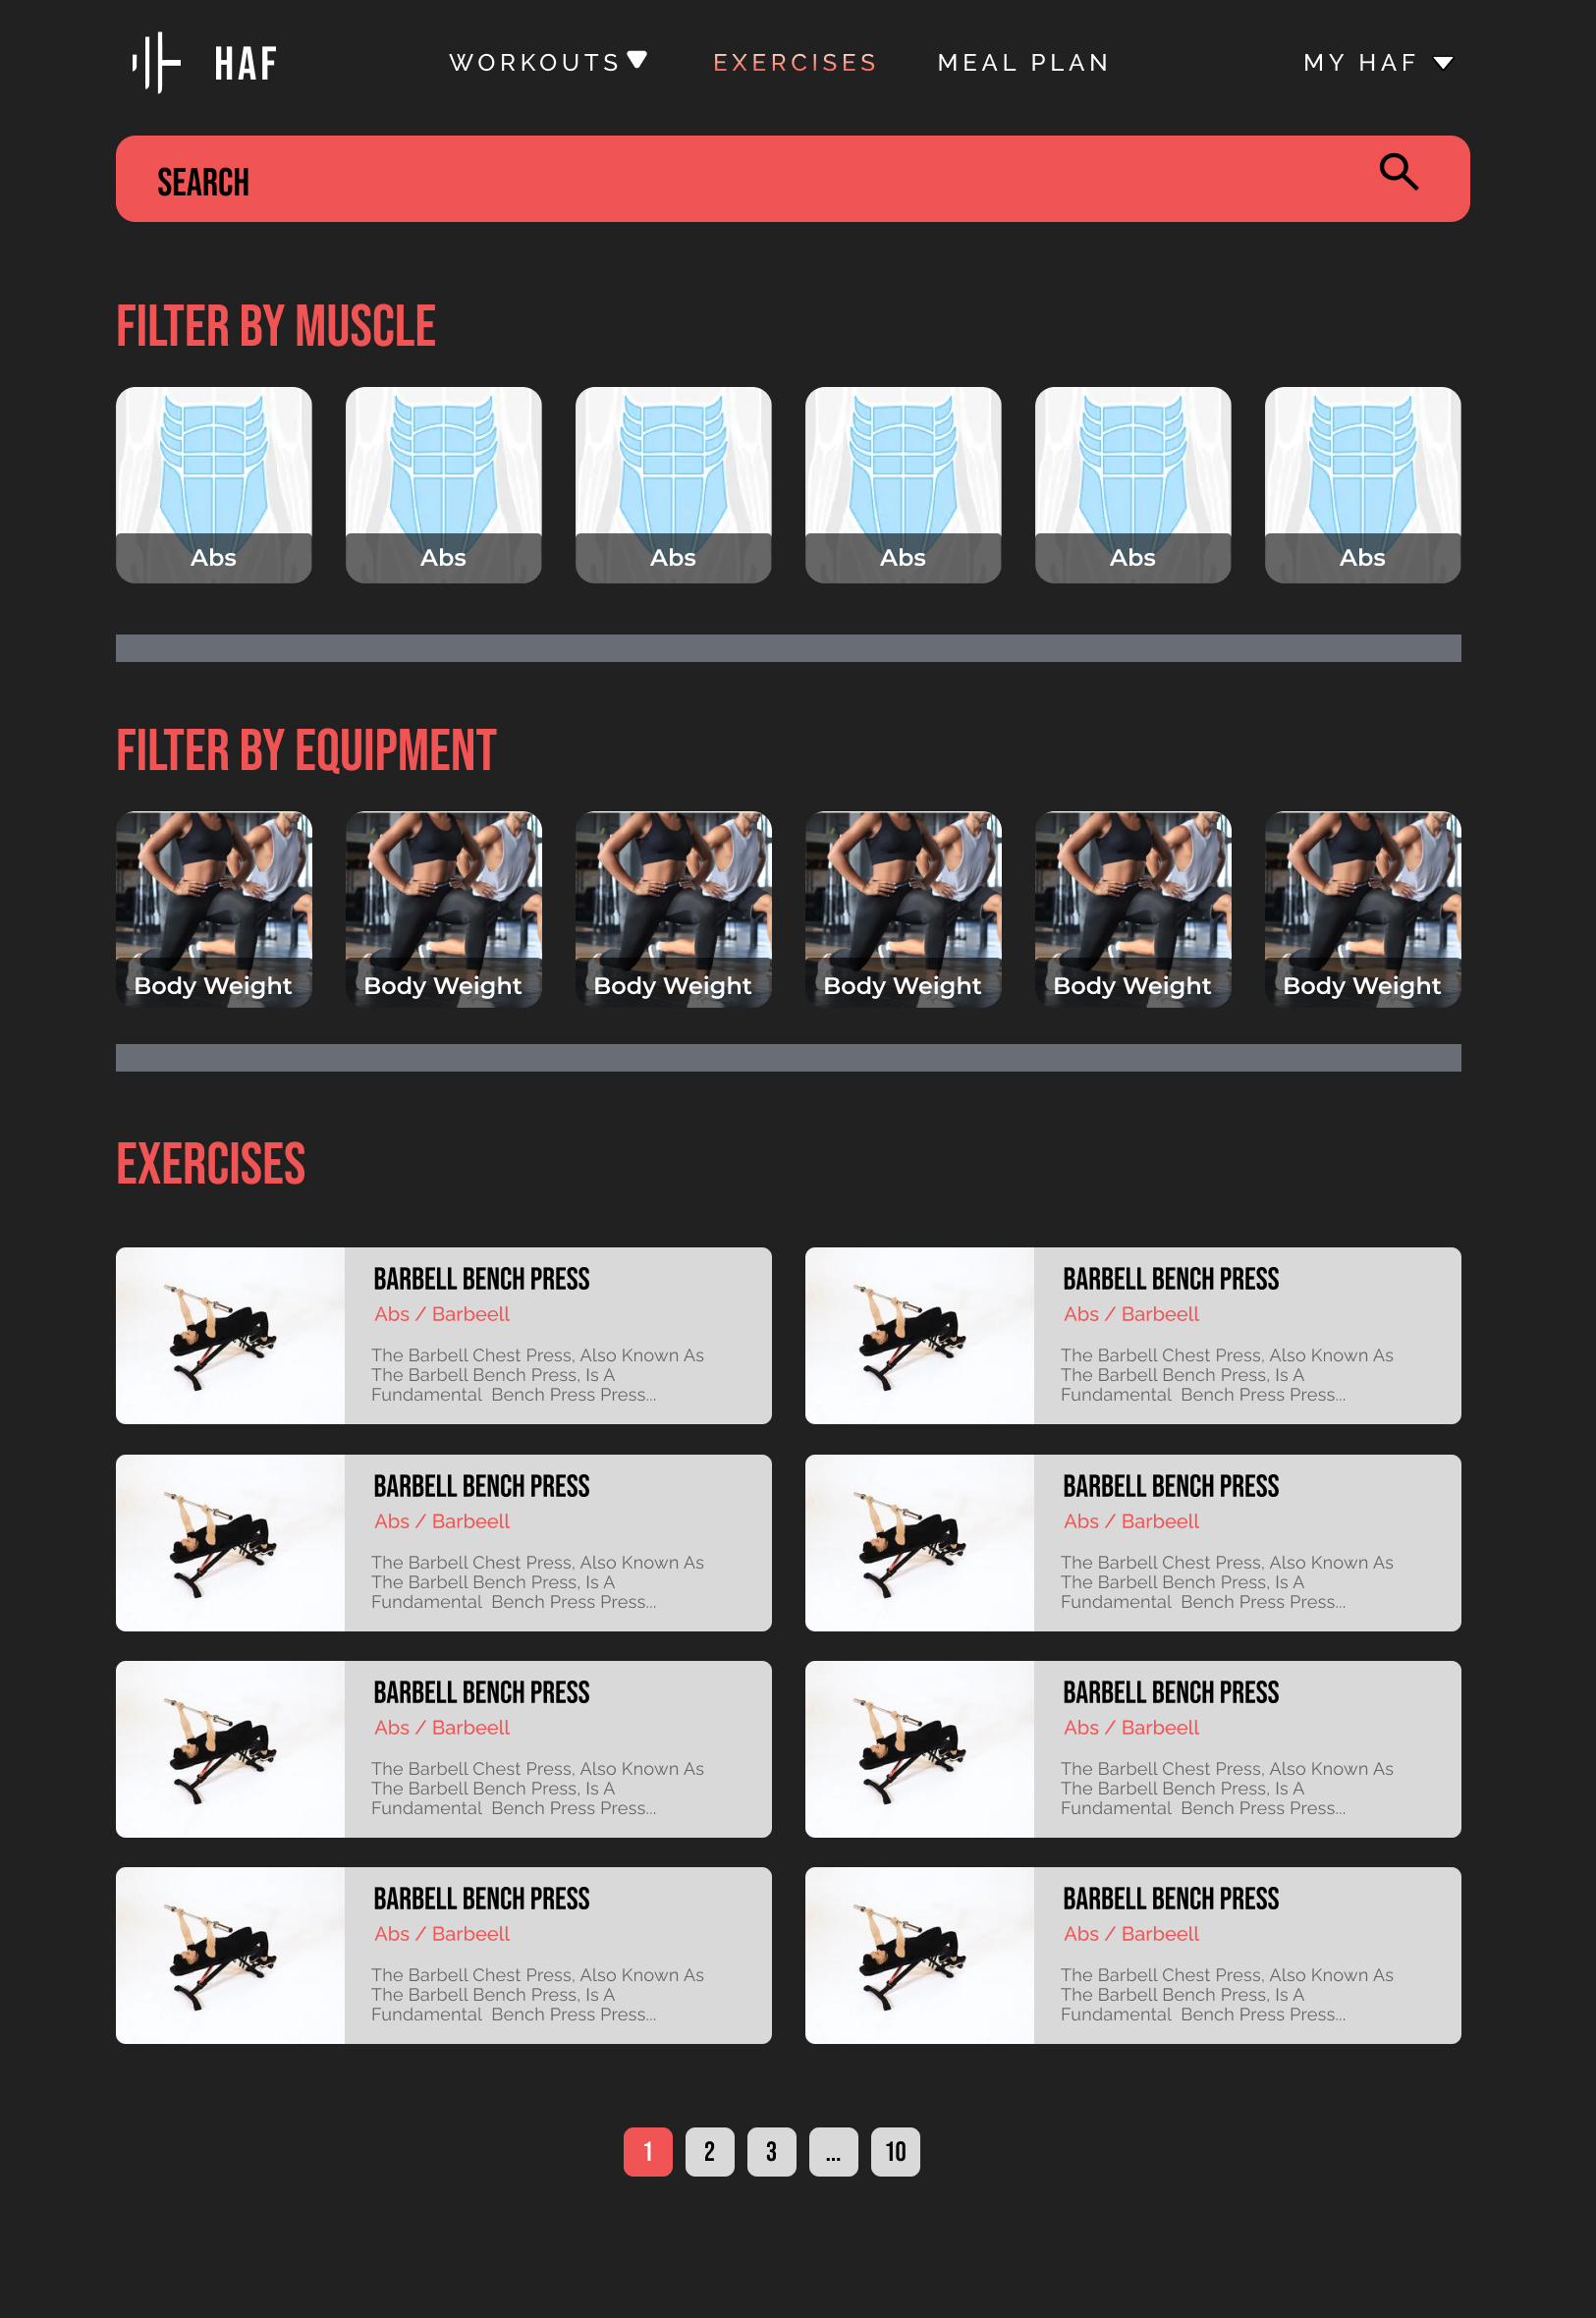 HAF
WORKOUTS
EXERCISES
MEAL PLAN
MY HAF
SEARCH
FILTER BY MUSCLE
Abs
Abs
Abs
Abs
Abs
Abs
FILTER BY EQUIPMENT
Body Weight
Body Weight
Body Weight
Body Weight
Body Weight
Body Weight
EXERCISES
BARBELL BENCH PRESS
Abs / Barbeell
The Barbell Chest Press, Also Known As
The Barbell Bench Press, Is A
Fundamental  Bench Press Press...
BARBELL BENCH PRESS
Abs / Barbeell
The Barbell Chest Press, Also Known As
The Barbell Bench Press, Is A
Fundamental  Bench Press Press...
BARBELL BENCH PRESS
Abs / Barbeell
The Barbell Chest Press, Also Known As
The Barbell Bench Press, Is A
Fundamental  Bench Press Press...
BARBELL BENCH PRESS
Abs / Barbeell
The Barbell Chest Press, Also Known As
The Barbell Bench Press, Is A
Fundamental  Bench Press Press...
BARBELL BENCH PRESS
Abs / Barbeell
The Barbell Chest Press, Also Known As
The Barbell Bench Press, Is A
Fundamental  Bench Press Press...
BARBELL BENCH PRESS
Abs / Barbeell
The Barbell Chest Press, Also Known As
The Barbell Bench Press, Is A
Fundamental  Bench Press Press...
BARBELL BENCH PRESS
Abs / Barbeell
The Barbell Chest Press, Also Known As
The Barbell Bench Press, Is A
Fundamental  Bench Press Press...
BARBELL BENCH PRESS
Abs / Barbeell
The Barbell Chest Press, Also Known As
The Barbell Bench Press, Is A
Fundamental  Bench Press Press...
1
2
3
...
10